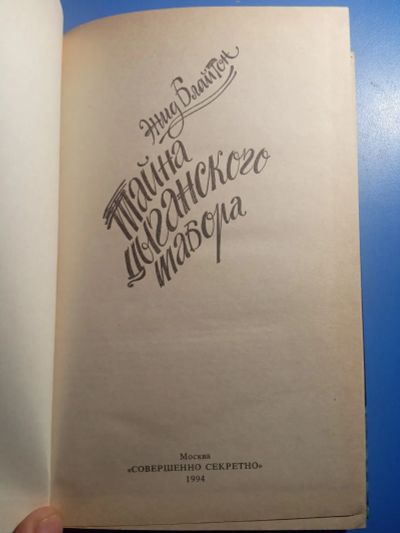 Энид Блайтон
Тайна
цыганского
табора
Москва
«СОВЕРШЕННО СЕКРЕТНО»
1994